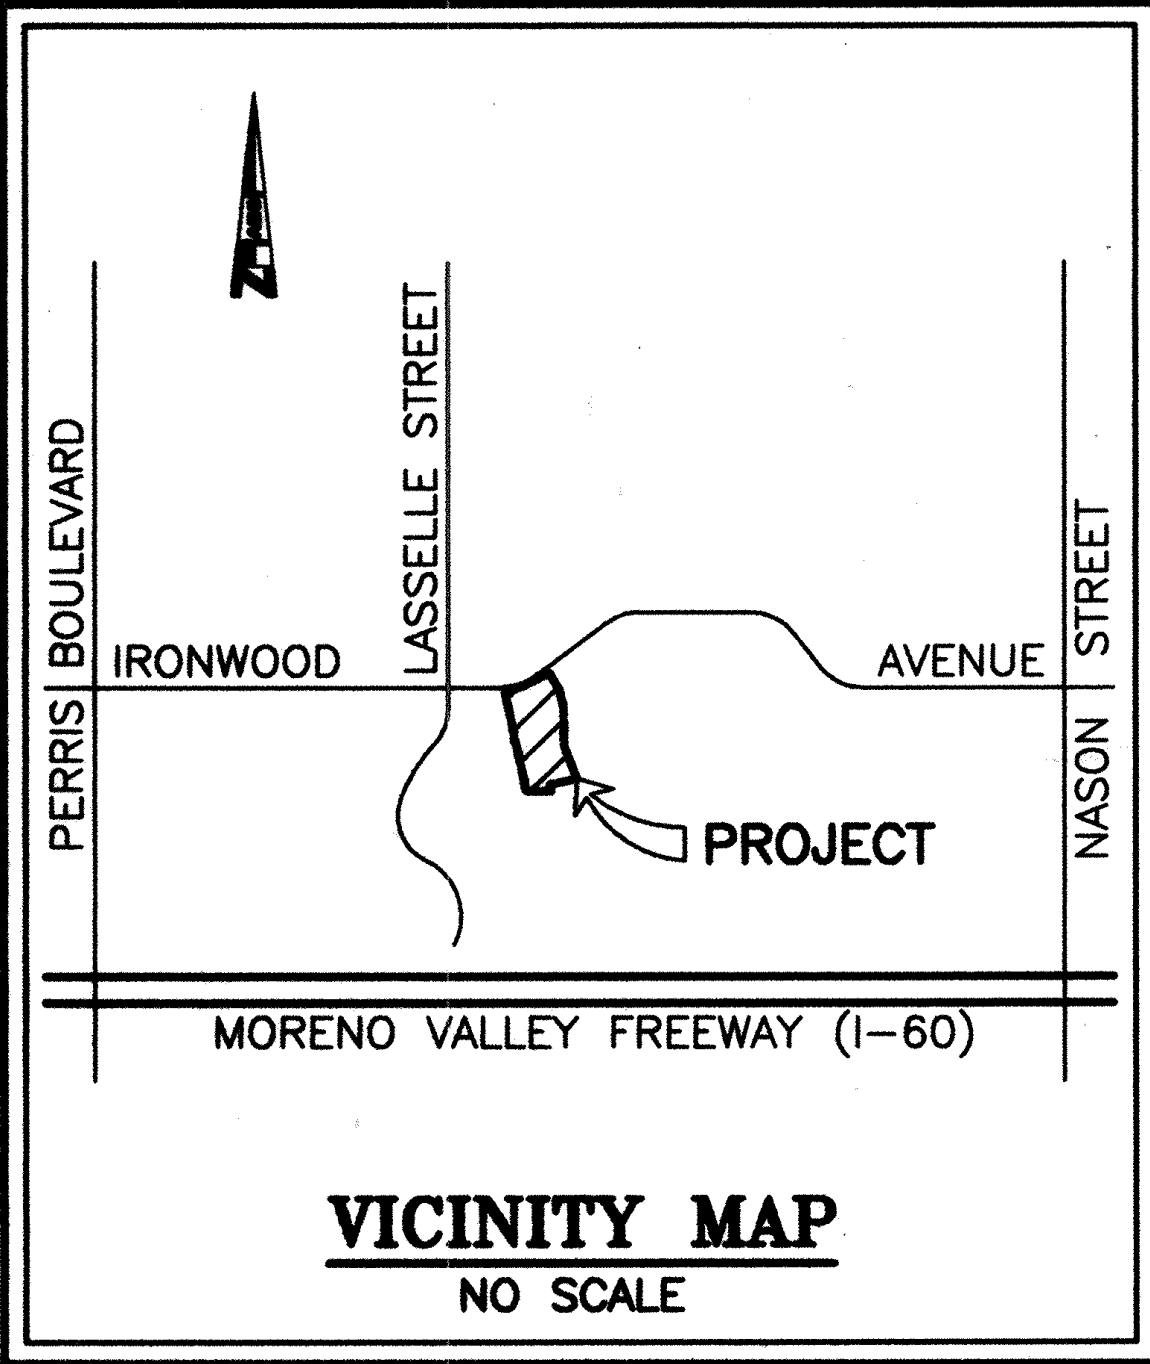 N
LASSELLE STREET
PERRIS BOULEVARD
IRONWOOD
AVENUE
NASON STREET
PROJECT
MORENO VALLEY FREEWAY (I-60)
VICINITY MAP
NO SCALE